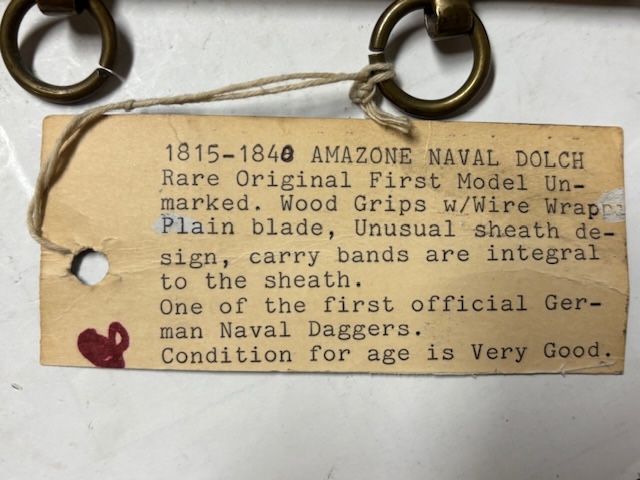 1815-1840 AMAZONE NAVAL DOLCH
Rare Original First Model Un-
marked. Wood Grips w/Wire Wraps
Plain blade, Unusual sheath de-
sign, carry bands are integral
to the sheath.
One of the first official Ger-
man Naval Daggers.
Condition for age is Very Good.